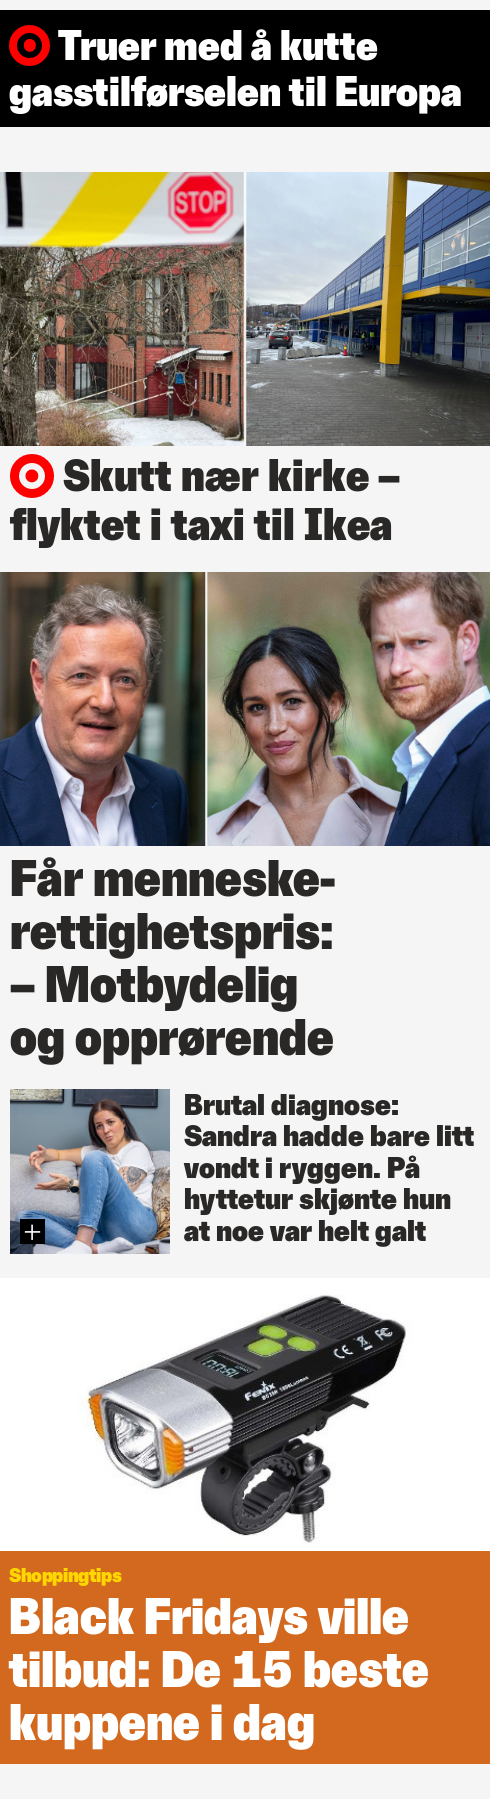 Truer med å kutte
gasstilførselen til Europa
STOP
Skutt nær kirke –
flyktet i taxi til Ikea
Får menneske-
rettighetspris:
– Motbydelig
og opprørende
Brutal diagnose:
Sandra hadde bare litt
vondt i ryggen. På
hyttetur skjønte hun
at noe var helt galt
Fenix
Shoppingtips
Black Fridays ville
tilbud: De 15 beste
kuppene i dag